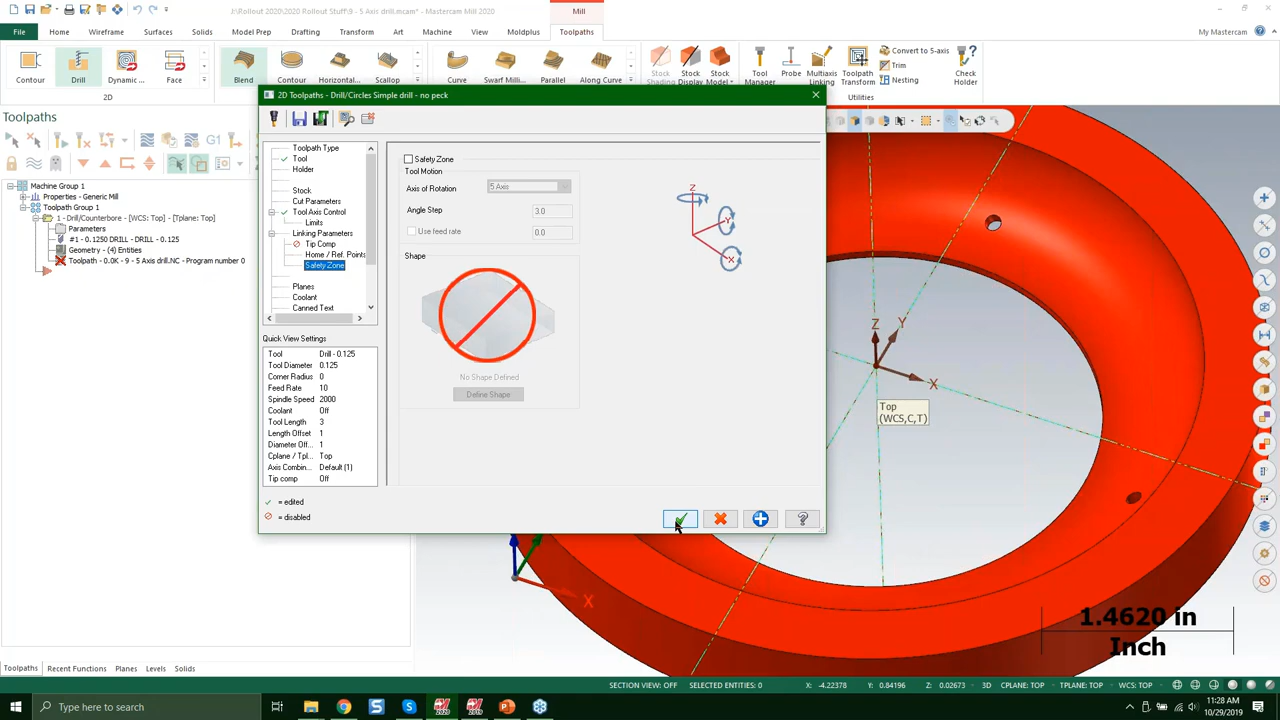 J:\Rollout 2020\2020 Rollout Stuff\9 - 5 Axis drill.mcam* - Mastercam Mill 2020
Mill
File Home Wireframe Surfaces Solids Model Prep Drafting Transform Art Machine View Moldplus Toolpaths My Mastercam
Contour Drill Dynamic ... Face Blend Contour Horizontal... Scallop Curve Swarf Milli... Parallel Along Curve Stock Shading Stock Display Stock Model Tool Manager Probe Multiaxis Linking Toolpath Transform Convert to 5-axis Trim Nesting Check Holder
2D Utilities
Toolpaths
G1
Machine Group 1
Properties - Generic Mill
Toolpath Group 1
1 - Drill/Counterbore - [WCS: Top] - [Tplane: Top]
Parameters
#1 - 0.1250 DRILL - DRILL - 0.125
Geometry - (4) Entities
Toolpath - 0.0K - 9 - 5 Axis drill.NC - Program number 0
2D Toolpaths - Drill/Circles Simple drill - no peck
Toolpath Type
Tool
Holder
Stock
Cut Parameters
Tool Axis Control
Limits
Linking Parameters
Tip Comp
Home / Ref. Points
Safety Zone
Planes
Coolant
Canned Text
Quick View Settings
Tool Drill - 0.125
Tool Diameter 0.125
Corner Radius 0
Feed Rate 10
Spindle Speed 2000
Coolant Off
Tool Length 3
Length Offset 1
Diameter Off... 1
Cplane / Tpl... Top
Axis Combin... Default (1)
Tip comp Off
= edited
= disabled
Safety Zone
Tool Motion
Axis of Rotation 5 Axis
Angle Step 3.0
Use feed rate 0.0
Shape
No Shape Defined
Define Shape
Z
Y
X
?
Z
Y
X
Top
(WCS,C,T)
X
1.4620 in
Inch
Toolpaths Recent Functions Planes Levels Solids
SECTION VIEW: OFF SELECTED ENTITIES: 0 X: -4.22378 Y: 0.84196 Z: 0.02673 3D CPLANE: TOP TPLANE: TOP WCS: TOP
Type here to search
11:28 AM
10/29/2019